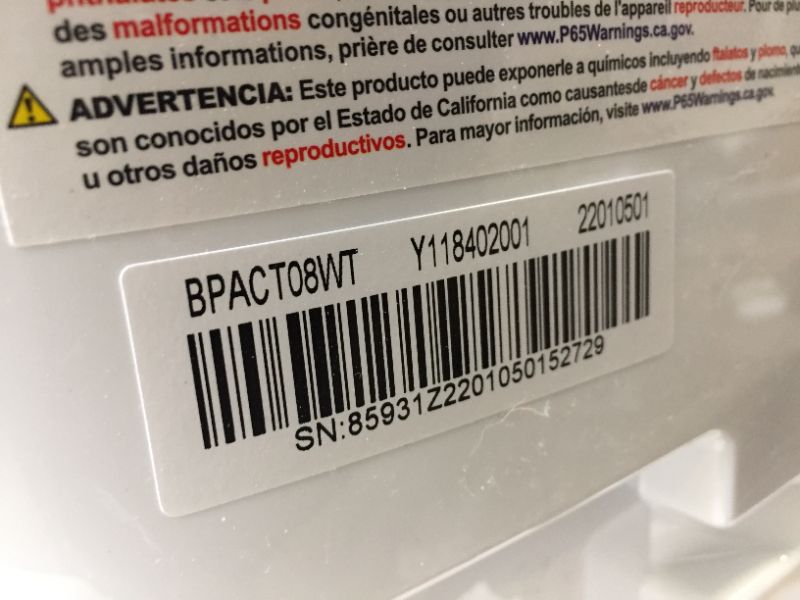 des malformations congénitales ou autres troubles de l'appareil reproducteur. Pour de plus
amples informations, prière de consulter www.P65Warnings.ca.gov.
ADVERTENCIA: Este producto puede exponerle a químicos incluyendo ftalatos y plomo, que
son conocidos por el Estado de California como causantesde cáncer y defectos de nacimiento
u otros daños reproductivos. Para mayor información, visite www.P65Warnings.ca.gov
BPACT08WT Y118402001 22010501
SN:85931Z2201050152729